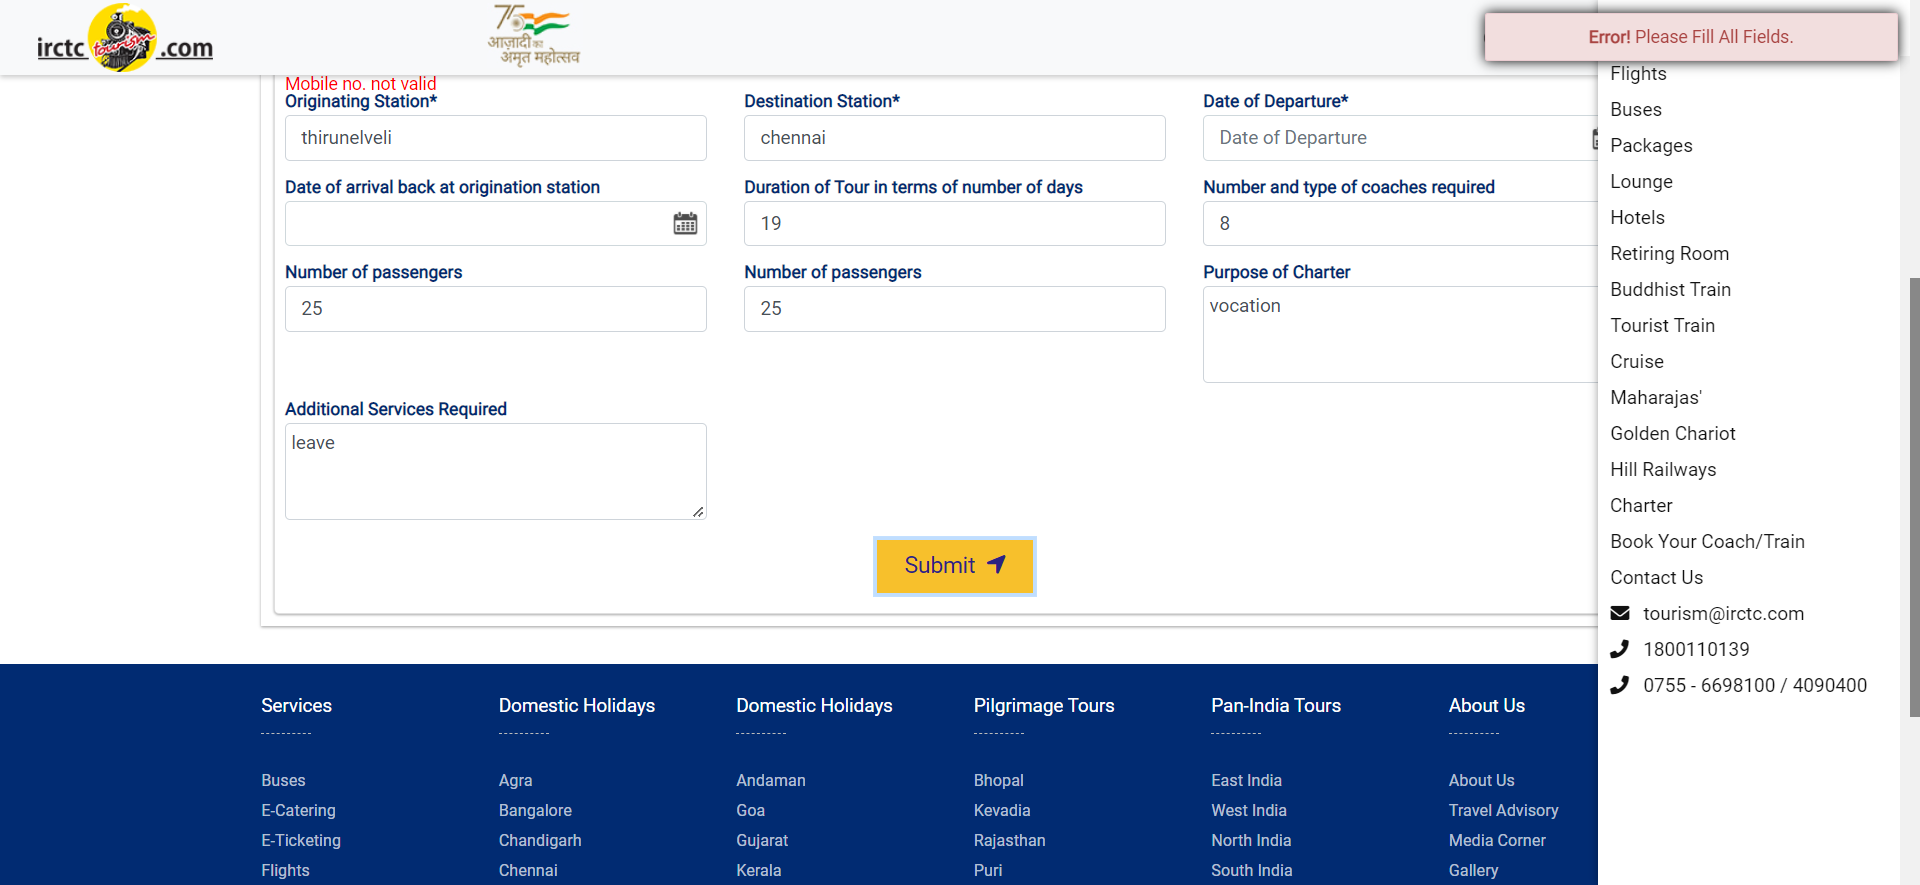 irctc tourism .com
75
आज़ादी का
अमृत महोत्सव
Error! Please Fill All Fields.
Mobile no. not valid
Originating Station*
Destination Station*
Date of Departure*
thirunelveli
chennai
Date of Departure
Date of arrival back at origination station
Duration of Tour in terms of number of days
Number and type of coaches required
19
8
Number of passengers
Number of passengers
Purpose of Charter
25
25
vocation
Additional Services Required
leave
Submit
Flights
Buses
Packages
Lounge
Hotels
Retiring Room
Buddhist Train
Tourist Train
Cruise
Maharajas'
Golden Chariot
Hill Railways
Charter
Book Your Coach/Train
Contact Us
tourism@irctc.com
1800110139
0755 - 6698100 / 4090400
Services
Domestic Holidays
Domestic Holidays
Pilgrimage Tours
Pan-India Tours
About Us
Buses
Agra
Andaman
Bhopal
East India
About Us
E-Catering
Bangalore
Goa
Kevadia
West India
Travel Advisory
E-Ticketing
Chandigarh
Gujarat
Rajasthan
North India
Media Corner
Flights
Chennai
Kerala
Puri
South India
Gallery